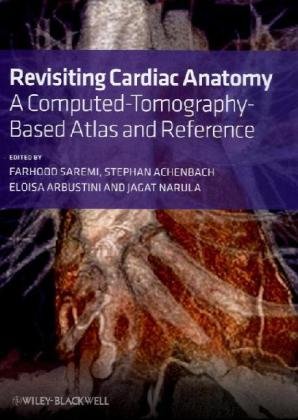 Revisiting Cardiac Anatomy
A Computed-Tomography-
Based Atlas and Reference
EDITED BY
FARHOOD SAREMI, STEPHAN ACHENBACH
ELOISA ARBUSTINI AND JAGAT NARULA
WILEY-BLACKWELL